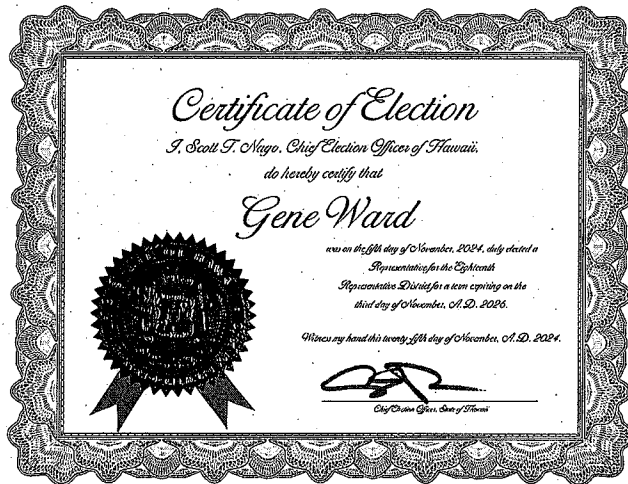 Certificate of Election
I, Scott T. Nago, Chief Election Officer of Hawaii,
do hereby certify that
Gene Ward
was on the fifth day of November, 2024, duly elected a
Representative for the Eighteenth
Representative District for a term expiring on the
third day of November, A.D. 2026.
Witness my hand this twenty-fifth day of November, A.D. 2024.
Chief Election Officer, State of Hawaii